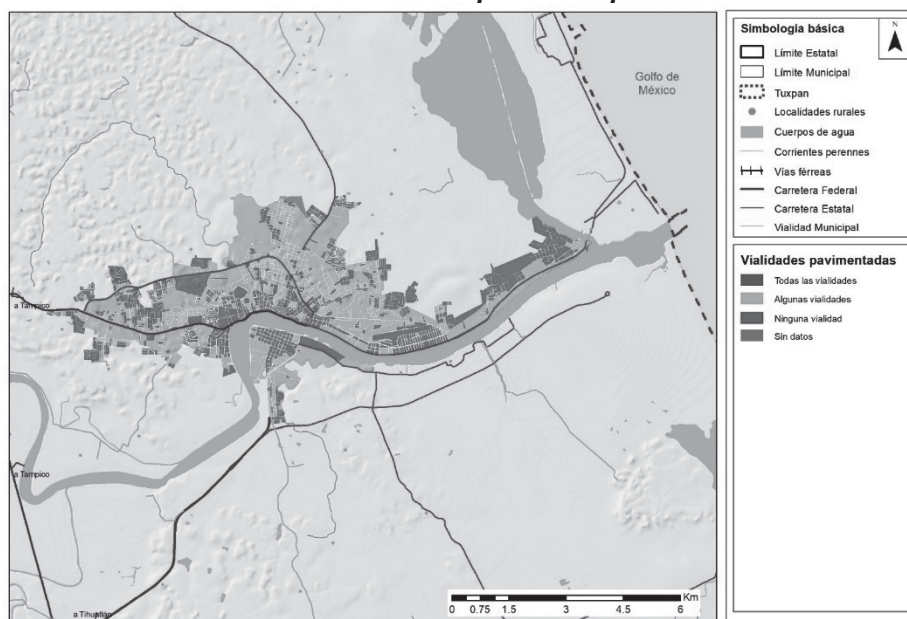 Golfo de
México
a Tampico
a Tampico
a Tihuatlán
Km
0 0.75 1.5 3 4.5 6
Simbología básica
N
Límite Estatal
Límite Municipal
Tuxpan
Localidades rurales
Cuerpos de agua
Corrientes perennes
Vías férreas
Carretera Federal
Carretera Estatal
Vialidad Municipal
Vialidades pavimentadas
Todas las vialidades
Algunas vialidades
Ninguna vialidad
Sin datos